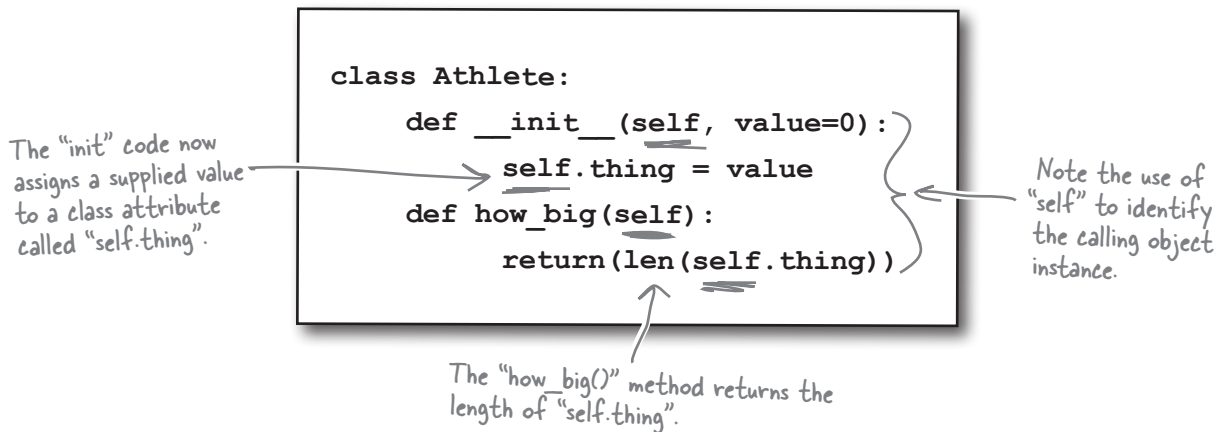 class Athlete:
def __init__(self, value=0):
self.thing = value
def how_big(self):
return(len(self.thing))
The “init” code now
assigns a supplied value
to a class attribute
called “self.thing”.
Note the use of
“self” to identify
the calling object
instance.
The “how_big()” method returns the
length of “self.thing”.